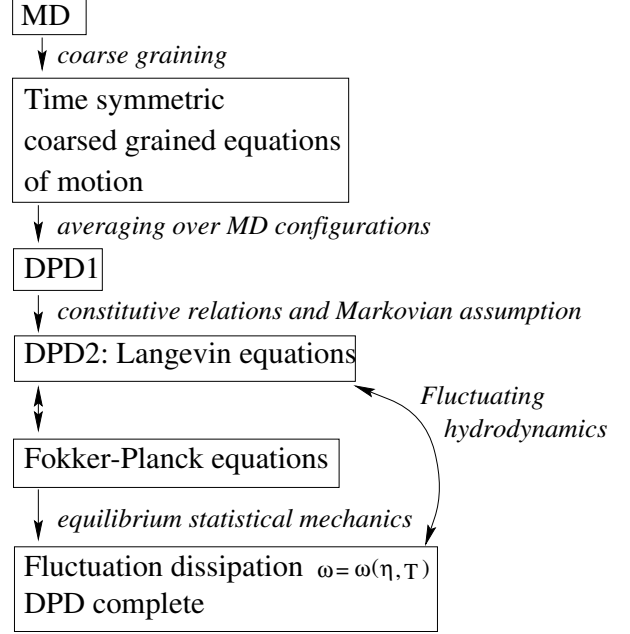 MD
coarse graining
Time symmetric
coarsed grained equations
of motion
averaging over MD configurations
DPD1
constitutive relations and Markovian assumption
DPD2: Langevin equations
Fluctuating
hydrodynamics
Fokker-Planck equations
equilibrium statistical mechanics
Fluctuation dissipation ω= ω(η,T)
DPD complete